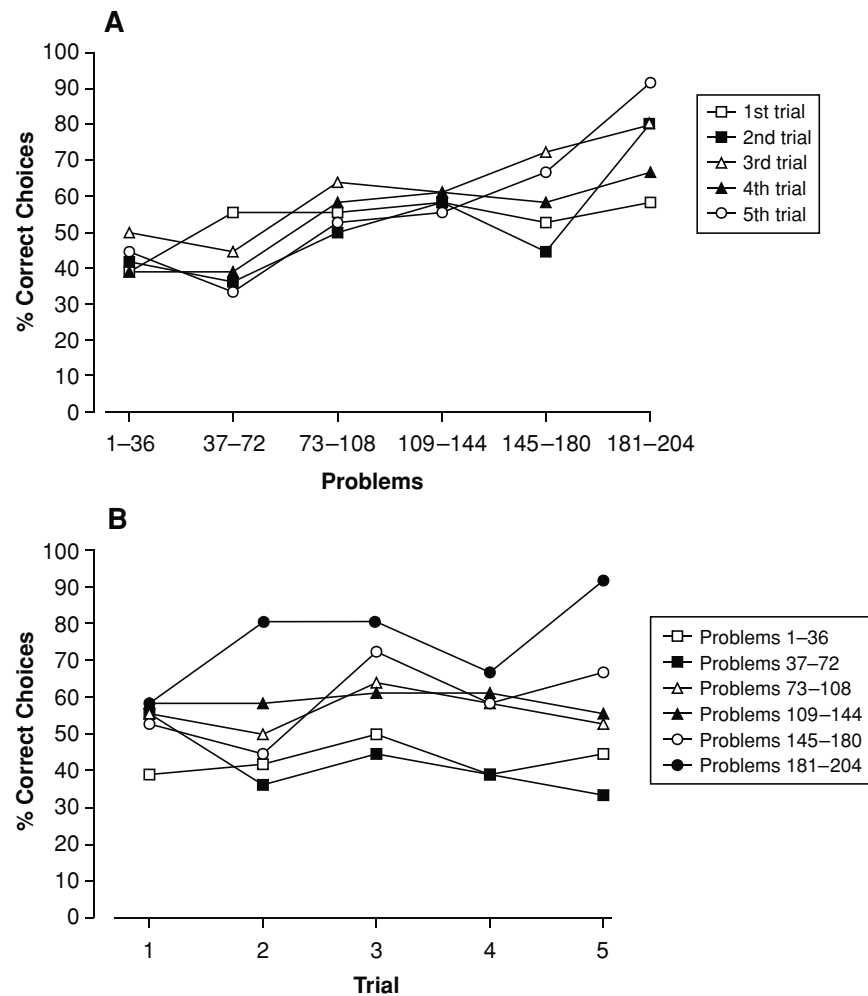 A
% Correct Choices
100
90
80
70
60
50
40
30
20
10
0
1–36 37–72 73–108 109–144 145–180 181–204
Problems
1st trial
2nd trial
3rd trial
4th trial
5th trial
B
% Correct Choices
100
90
80
70
60
50
40
30
20
10
0
1 2 3 4 5
Trial
Problems 1–36
Problems 37–72
Problems 73–108
Problems 109–144
Problems 145–180
Problems 181–204